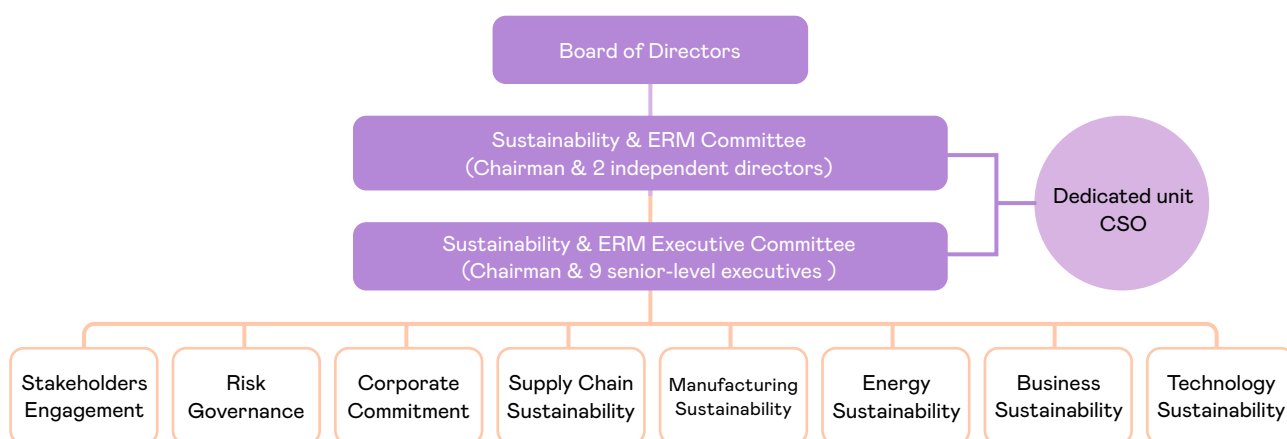 Board of Directors
Sustainability & ERM Committee
(Chairman & 2 independent directors)
Dedicated unit
CSO
Sustainability & ERM Executive Committee
(Chairman & 9 senior-level executives )
Stakeholders
Engagement
Risk
Governance
Corporate
Commitment
Supply Chain
Sustainability
Manufacturing
Sustainability
Energy
Sustainability
Business
Sustainability
Technology
Sustainability